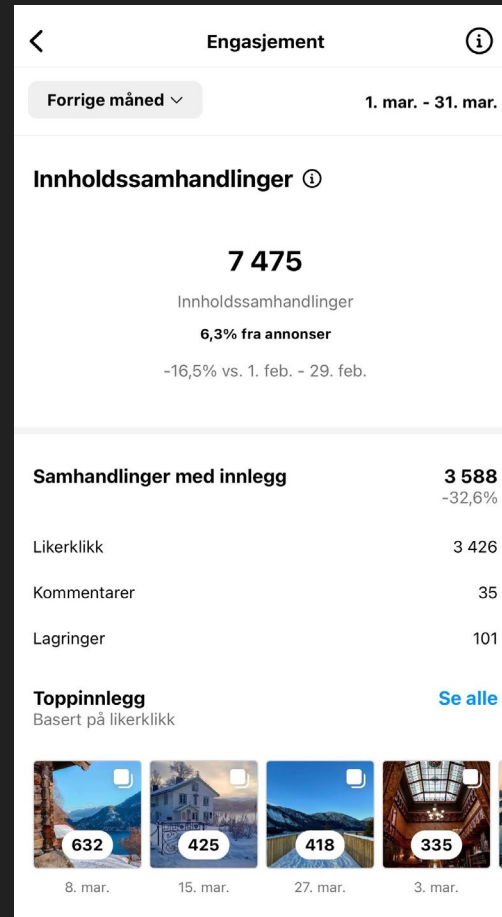 Engasjement
Forrige måned
1. mar. - 31. mar.
Innholdssamhandlinger
7 475
Innholdssamhandlinger
6,3% fra annonser
-16,5% vs. 1. feb. - 29. feb.
Samhandlinger med innlegg 3 588
-32,6%
Likerklikk 3 426
Kommentarer 35
Lagringer 101
Toppinnlegg Se alle
Basert på likerklikk
632 425 418 335
8. mar. 15. mar. 27. mar. 3. mar.